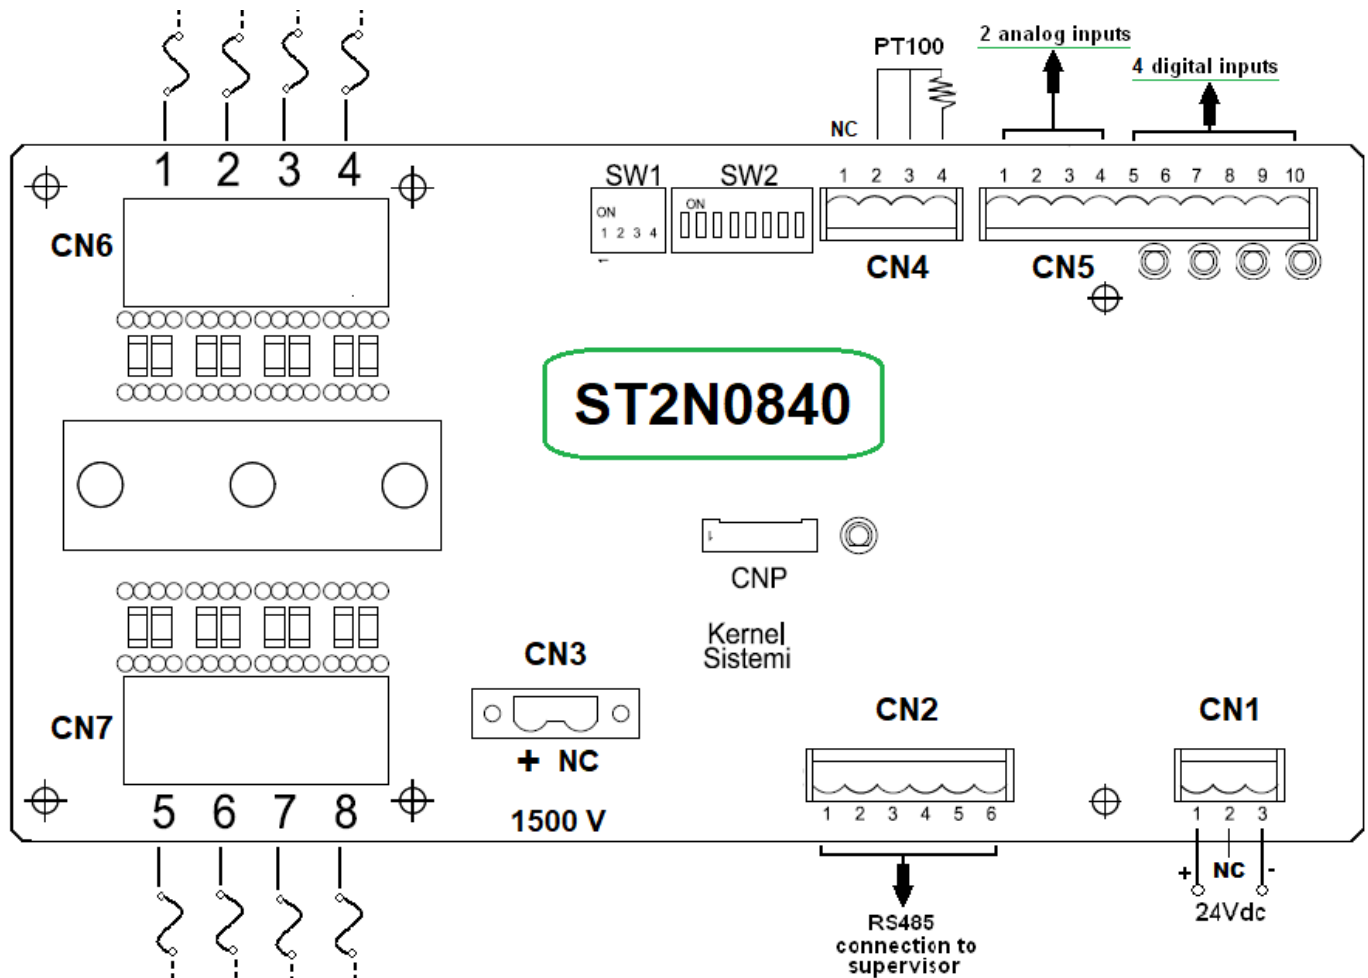 PT100
2 analog inputs
4 digital inputs
NC
1 2 3 4
SW1
SW2
1 2 3 4
1 2 3 4 5 6 7 8 9 10
ON
1 2 3 4
ON
CN6
CN4
CN5
ST2N0840
1
CNP
Kernel
Sistemi
CN3
CN2
CN1
CN7
+ NC
5 6 7 8
1500 V
1 2 3 4 5 6
1 2 3
+ NC -
24Vdc
RS485
connection to
supervisor